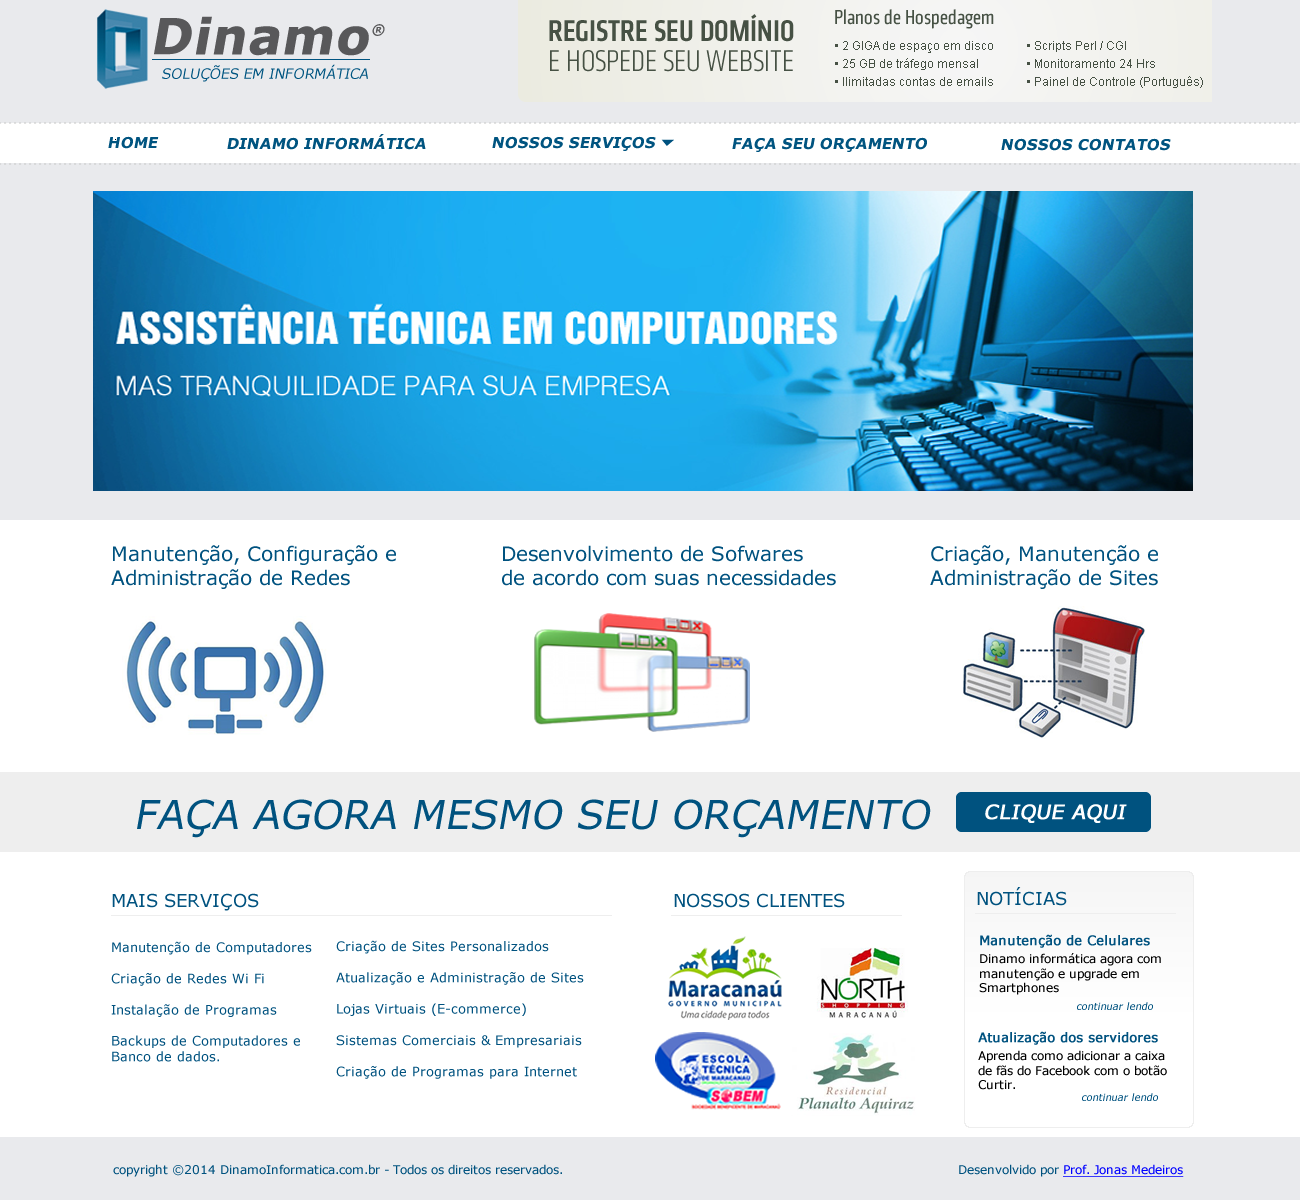 Dinamo®
SOLUÇÕES EM INFORMÁTICA
REGISTRE SEU DOMÍNIO
E HOSPEDE SEU WEBSITE
Planos de Hospedagem
▪ 2 GIGA de espaço em disco
▪ 25 GB de tráfego mensal
▪ Ilimitadas contas de emails
▪ Scripts Perl / CGI
▪ Monitoramento 24 Hrs
▪ Painel de Controle (Português)
HOME
DINAMO INFORMÁTICA
NOSSOS SERVIÇOS
FAÇA SEU ORÇAMENTO
NOSSOS CONTATOS
ASSISTÊNCIA TÉCNICA EM COMPUTADORES
MAS TRANQUILIDADE PARA SUA EMPRESA
Manutenção, Configuração e
Administração de Redes
Desenvolvimento de Sofwares
de acordo com suas necessidades
Criação, Manutenção e
Administração de Sites
FAÇA AGORA MESMO SEU ORÇAMENTO
CLIQUE AQUI
MAIS SERVIÇOS
Manutenção de Computadores
Criação de Redes Wi Fi
Instalação de Programas
Backups de Computadores e
Banco de dados.
Criação de Sites Personalizados
Atualização e Administração de Sites
Lojas Virtuais (E-commerce)
Sistemas Comerciais & Empresariais
Criação de Programas para Internet
NOSSOS CLIENTES
Maracanaú
GOVERNO MUNICIPAL
Uma cidade para todos
NORTH
SHOPPING
MARACANAÚ
ESCOLA
TÉCNICA
DE MARACANAÚ
SOBEM
SOCIEDADE BENEFICENTE DE MARACANAÚ
Residencial
Planalto Aquiraz
NOTÍCIAS
Manutenção de Celulares
Dinamo informática agora com
manutenção e upgrade em
Smartphones
continuar lendo
Atualização dos servidores
Aprenda como adicionar a caixa
de fãs do Facebook com o botão
Curtir.
continuar lendo
copyright ©2014 DinamoInformatica.com.br - Todos os direitos reservados.
Desenvolvido por Prof. Jonas Medeiros